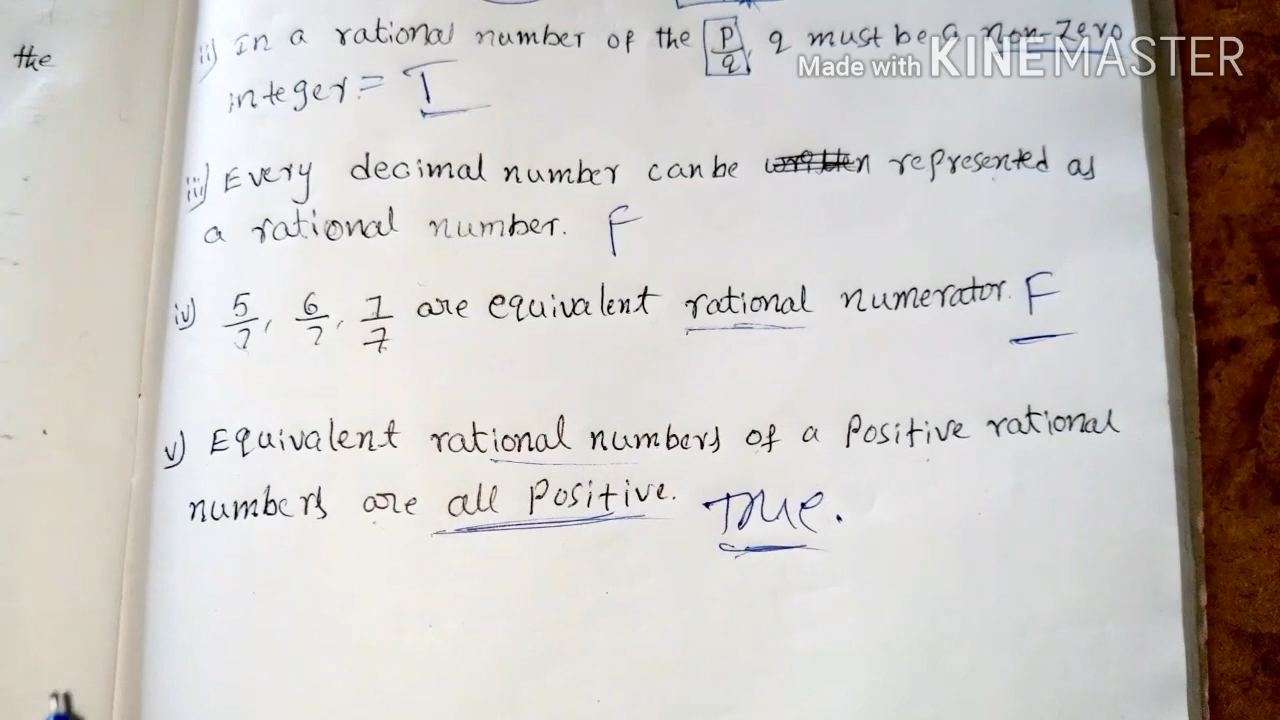 the
ii) In a rational number of the p/q, q must be a non-zero
Made with KINEMASTER
integer = T
iii) Every decimal number can be written represented as
a rational number. F
iv) 5/7, 6/7, 7/7 are equivalent rational numerator. F
v) Equivalent rational numbers of a positive rational
numbers are all positive. True.